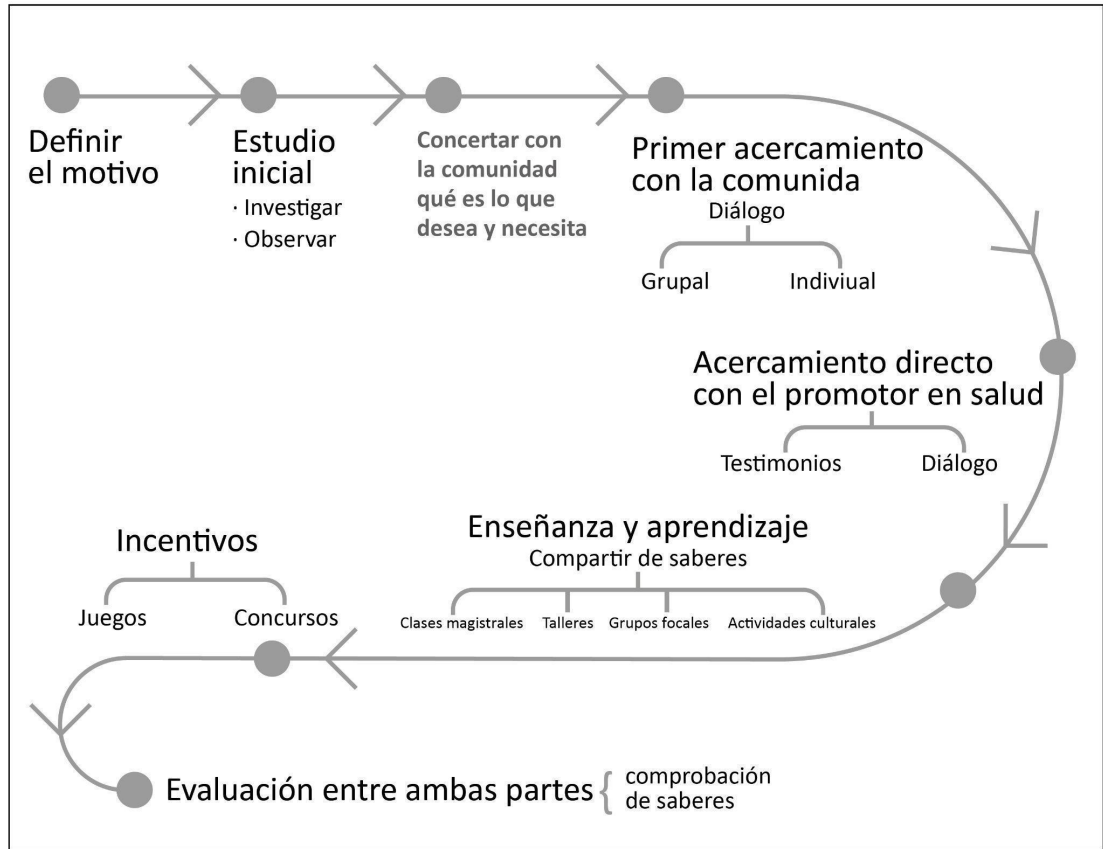 Definir
el motivo
Estudio
inicial
· Investigar
· Observar
Concertar con
la comunidad
qué es lo que
desea y necesita
Primer acercamiento
con la comunida
Diálogo
Grupal
Indiviual
Acercamiento directo
con el promotor en salud
Testimonios
Diálogo
Enseñanza y aprendizaje
Compartir de saberes
Clases magistrales
Talleres
Grupos focales
Actividades culturales
Incentivos
Juegos
Concursos
Evaluación entre ambas partes
comprobación
de saberes